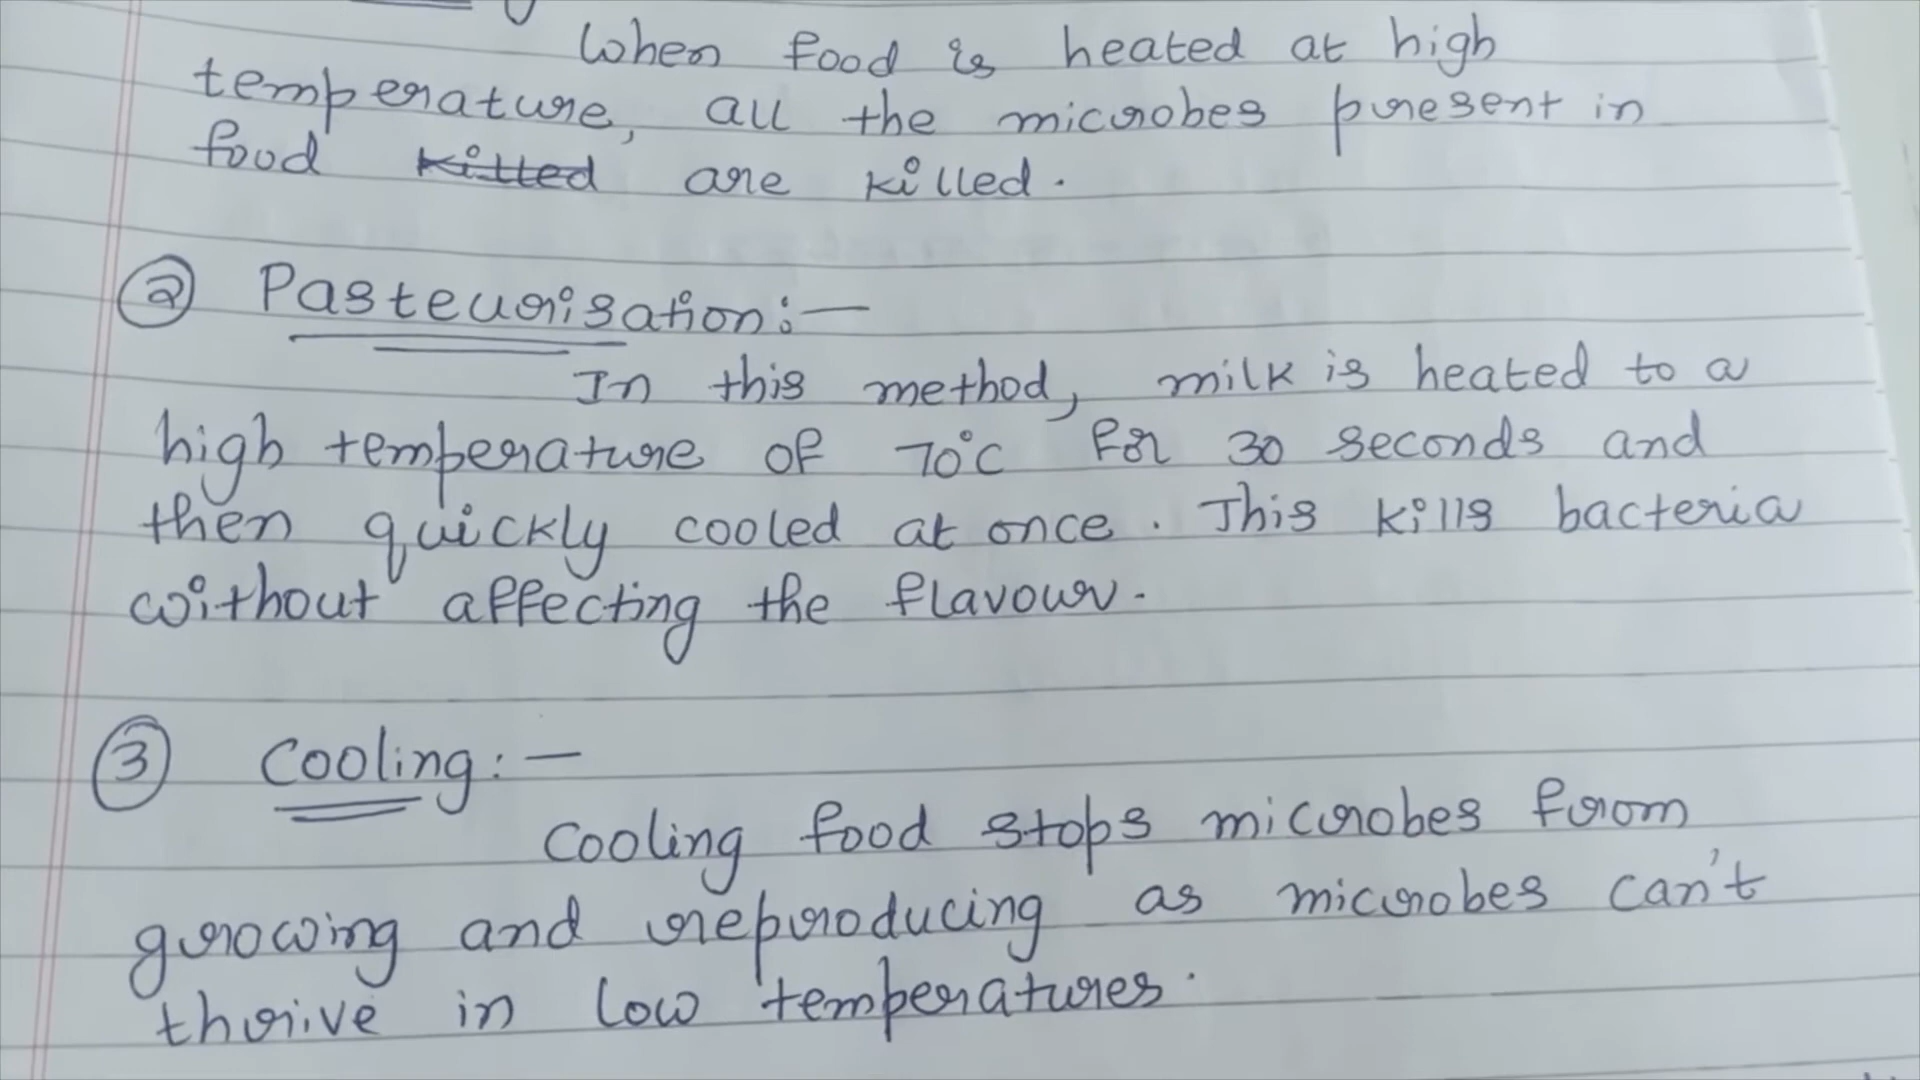 When food is heated at high
temperature, all the microbes present in
food killed are killed.
② Pasteurisation:—
In this method, milk is heated to a
high temperature of 70°C for 30 seconds and
then quickly cooled at once. This kills bacteria
without affecting the flavour.
③ Cooling:—
Cooling food stops microbes from
growing and reproducing as microbes can't
thrive in low temperatures.